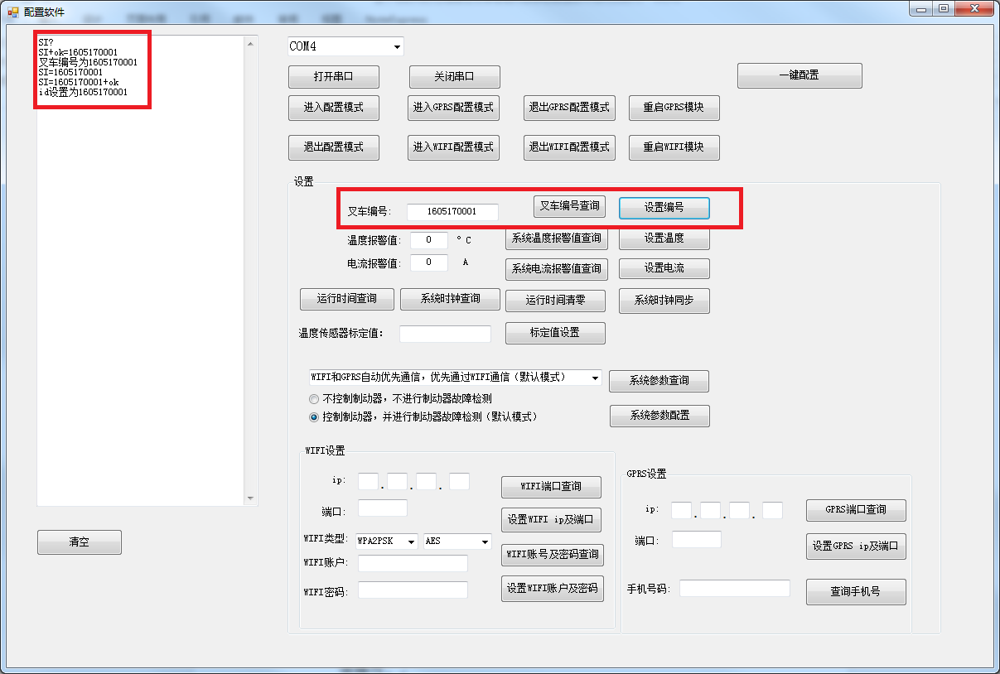 配置软件
SI?
SI+ok=1605170001
叉车编号为1605170001
SI=1605170001
SI=1605170001+ok
id设置为1605170001
清空
COM4
打开串口 关闭串口 一键配置
进入配置模式 进入GPRS配置模式 退出GPRS配置模式 重启GPRS模块
退出配置模式 进入WIFI配置模式 退出WIFI配置模式 重启WIFI模块
设置
叉车编号: 1605170001 叉车编号查询 设置编号
温度报警值: 0 °C 系统温度报警值查询 设置温度
电流报警值: 0 A 系统电流报警值查询 设置电流
运行时间查询 系统时钟查询 运行时间清零 系统时钟同步
温度传感器标定值: 标定值设置
WIFI和GPRS自动优先通信，优先通过WIFI通信（默认模式） 系统参数查询
不控制制动器，不进行制动器故障检测
控制制动器，并进行制动器故障检测（默认模式） 系统参数配置
WIFI设置
ip: . . . WIFI端口查询
端口: 设置WIFI ip及端口
WIFI类型: WPA2PSK AES
WIFI账户: WIFI账号及密码查询
WIFI密码: 设置WIFI账户及密码
GPRS设置
ip: . . . GPRS端口查询
端口: 设置GPRS ip及端口
手机号码: 查询手机号